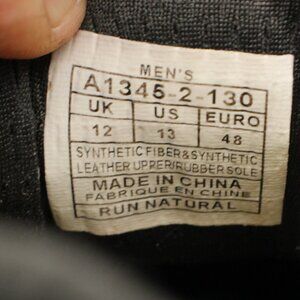 MEN'S
A1345-2-130
UK US EURO
12 13 48
SYNTHETIC FIBER & SYNTHETIC
LEATHER UPPER/RUBBER SOLE
MADE IN CHINA
FABRIQUE EN CHINE
RUN NATURAL